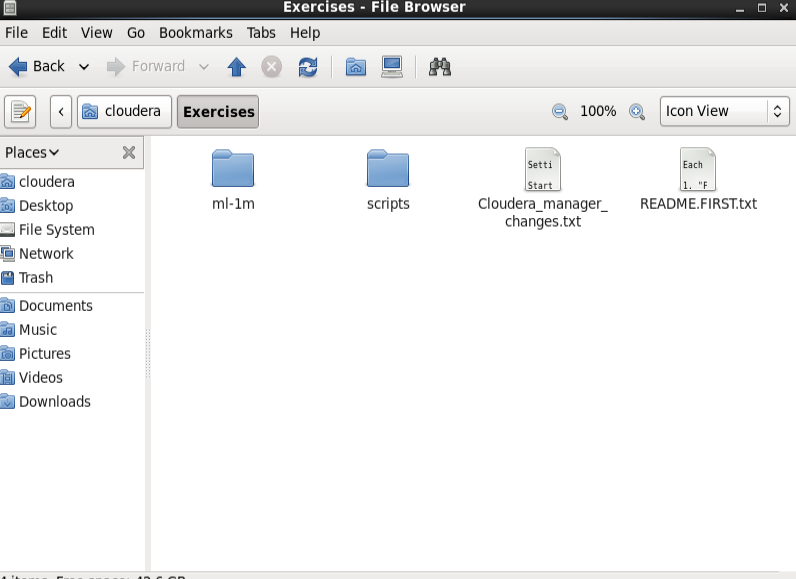 Exercises - File Browser
File Edit View Go Bookmarks Tabs Help
Back Forward
cloudera Exercises 100% Icon View
Places
cloudera
Desktop
File System
Network
Trash
Documents
Music
Pictures
Videos
Downloads
ml-1m
scripts
Setti
Start
Cloudera_manager_
changes.txt
Each
1. "F
README.FIRST.txt
4 items, Free space: 42.6 GB